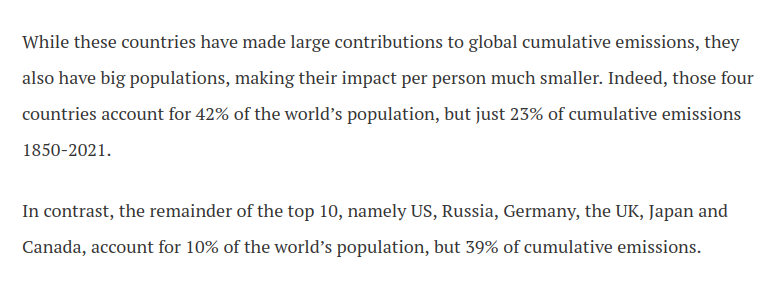 While these countries have made large contributions to global cumulative emissions, they
also have big populations, making their impact per person much smaller. Indeed, those four
countries account for 42% of the world’s population, but just 23% of cumulative emissions
1850-2021.
In contrast, the remainder of the top 10, namely US, Russia, Germany, the UK, Japan and
Canada, account for 10% of the world’s population, but 39% of cumulative emissions.